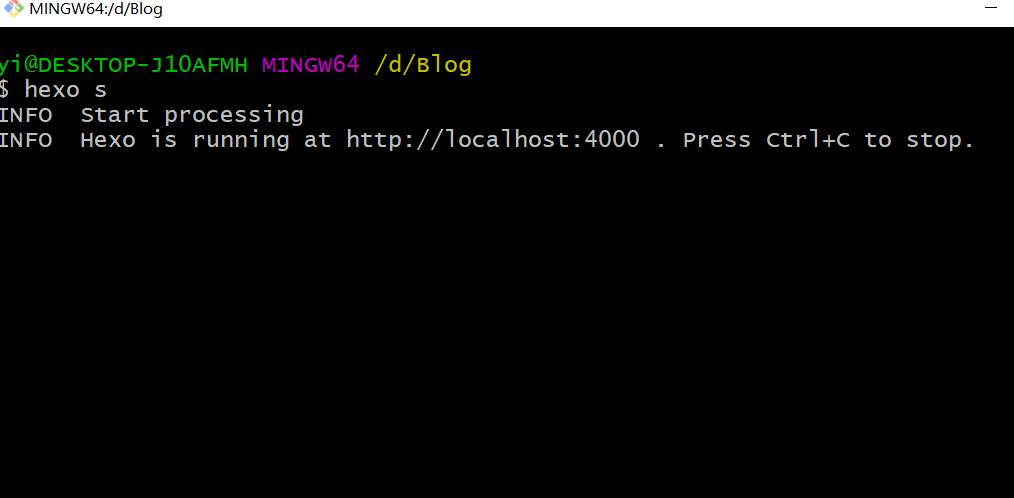 MINGW64:/d/Blog
yi@DESKTOP-J10AFMH MINGW64 /d/Blog
$ hexo s
INFO  Start processing
INFO  Hexo is running at http://localhost:4000 . Press Ctrl+C to stop.